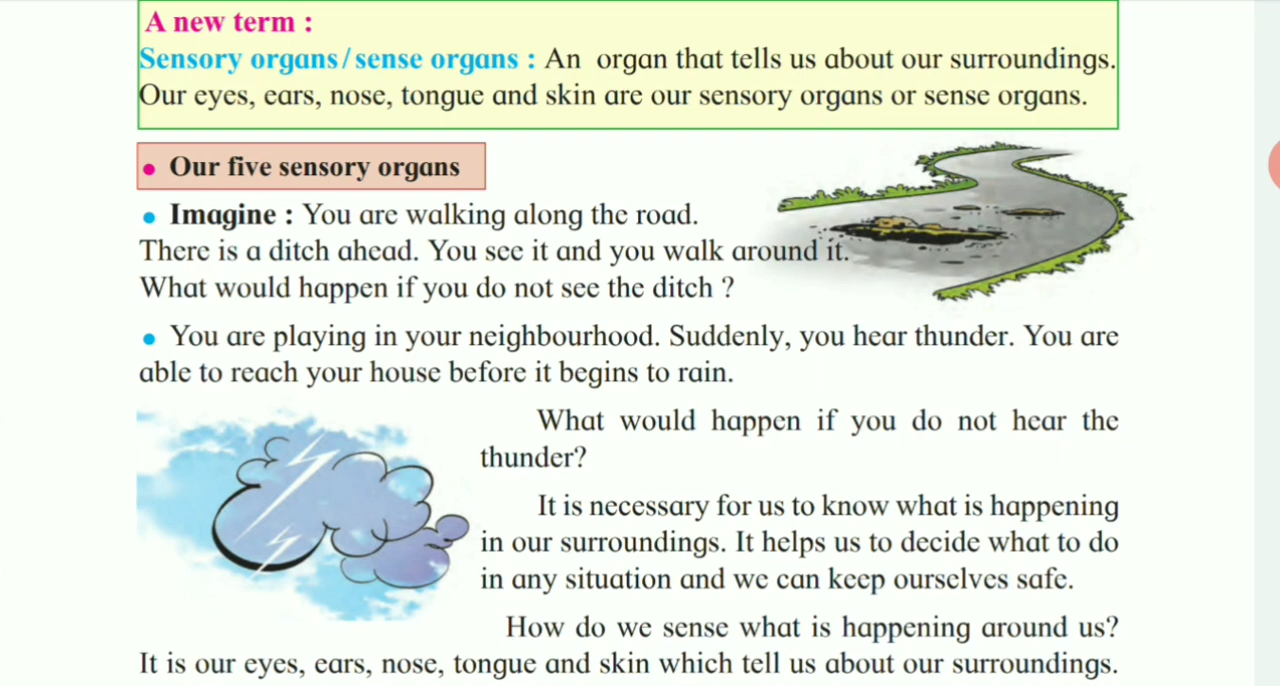 A new term :
Sensory organs/sense organs : An organ that tells us about our surroundings.
Our eyes, ears, nose, tongue and skin are our sensory organs or sense organs.
• Our five sensory organs
• Imagine : You are walking along the road.
There is a ditch ahead. You see it and you walk around it.
What would happen if you do not see the ditch ?
• You are playing in your neighbourhood. Suddenly, you hear thunder. You are
able to reach your house before it begins to rain.
What would happen if you do not hear the
thunder?
It is necessary for us to know what is happening
in our surroundings. It helps us to decide what to do
in any situation and we can keep ourselves safe.
How do we sense what is happening around us?
It is our eyes, ears, nose, tongue and skin which tell us about our surroundings.